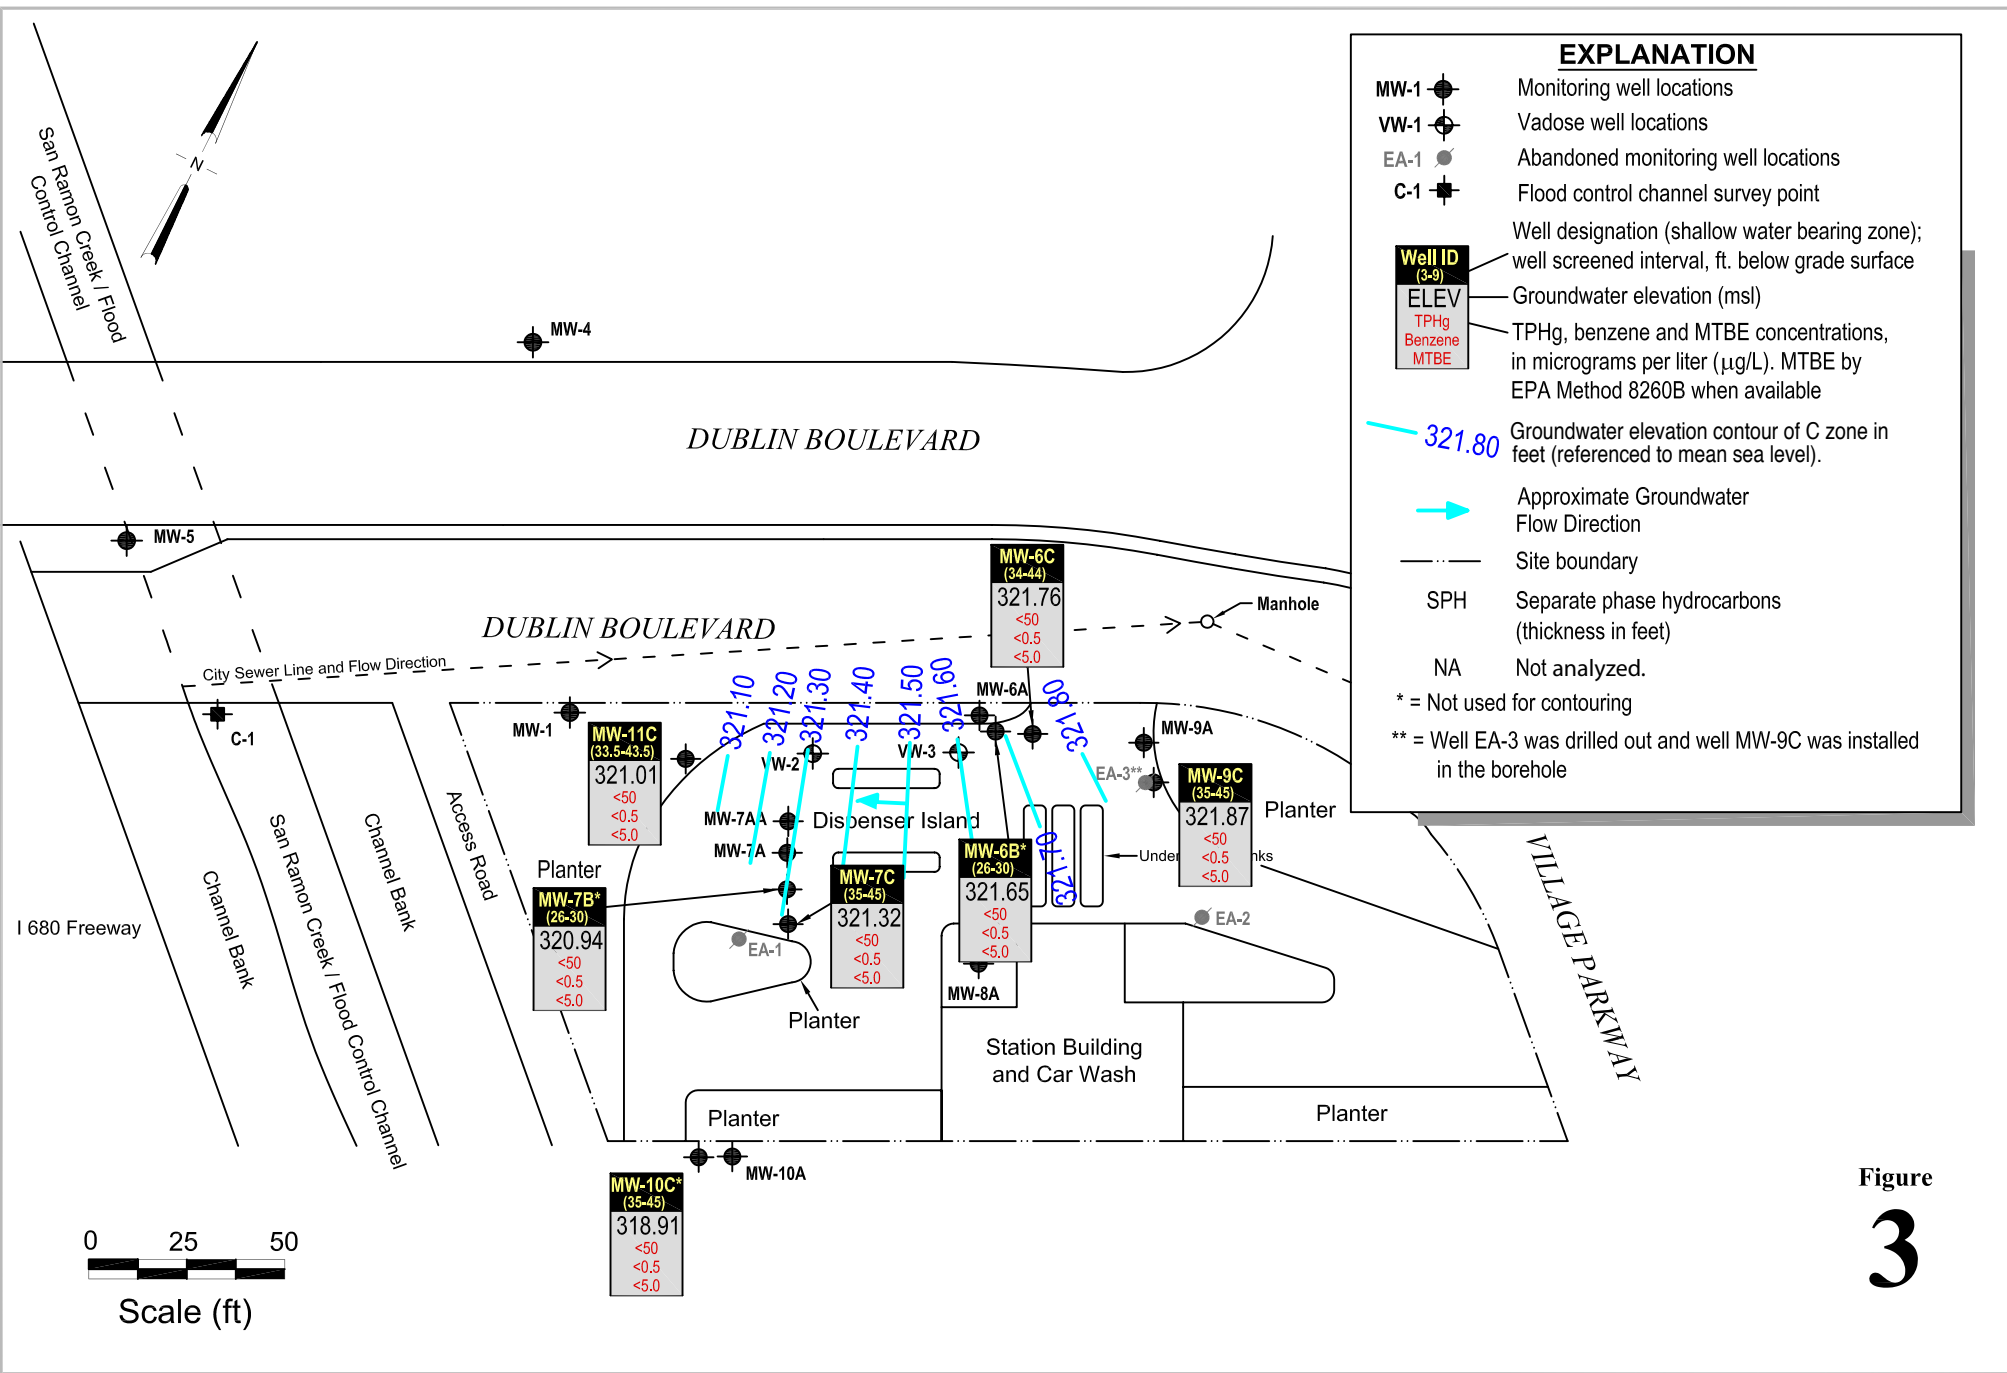 EXPLANATION
MW-1 Monitoring well locations
VW-1 Vadose well locations
EA-1 Abandoned monitoring well locations
C-1 Flood control channel survey point
Well ID
(3-9)
ELEV
TPHg
Benzene
MTBE
Well designation (shallow water bearing zone);
well screened interval, ft. below grade surface
Groundwater elevation (msl)
TPHg, benzene and MTBE concentrations,
in micrograms per liter (μg/L). MTBE by
EPA Method 8260B when available
321.80
Groundwater elevation contour of C zone in
feet (referenced to mean sea level).
Approximate Groundwater
Flow Direction
Site boundary
SPH Separate phase hydrocarbons
(thickness in feet)
NA Not analyzed.
* = Not used for contouring
** = Well EA-3 was drilled out and well MW-9C was installed
in the borehole
N
San Ramon Creek / Flood
Control Channel
MW-4
DUBLIN BOULEVARD
MW-5
DUBLIN BOULEVARD
City Sewer Line and Flow Direction
Manhole
MW-6C
(34-44)
321.76
<50
<0.5
<5.0
321.10
321.20
321.30
321.40
321.50
321.60
321.80
321.70
MW-6A
MW-1
C-1
MW-9A
MW-11C
(33.5-43.5)
321.01
<50
<0.5
<5.0
VW-2
VW-3
EA-3**
MW-9C
(35-45)
321.87
<50
<0.5
<5.0
Planter
MW-7AA
Dispenser Island
MW-7A
Planter
MW-7B*
(26-30)
320.94
<50
<0.5
<5.0
MW-7C
(35-45)
321.32
<50
<0.5
<5.0
MW-6B*
(26-30)
321.65
<50
<0.5
<5.0
EA-1
EA-2
MW-8A
Planter
Station Building
and Car Wash
Planter
Planter
MW-10A
MW-10C*
(35-45)
318.91
<50
<0.5
<5.0
I 680 Freeway
Channel Bank
San Ramon Creek / Flood Control Channel
Channel Bank
Access Road
VILLAGE PARKWAY
0 25 50
Scale (ft)
Figure
3